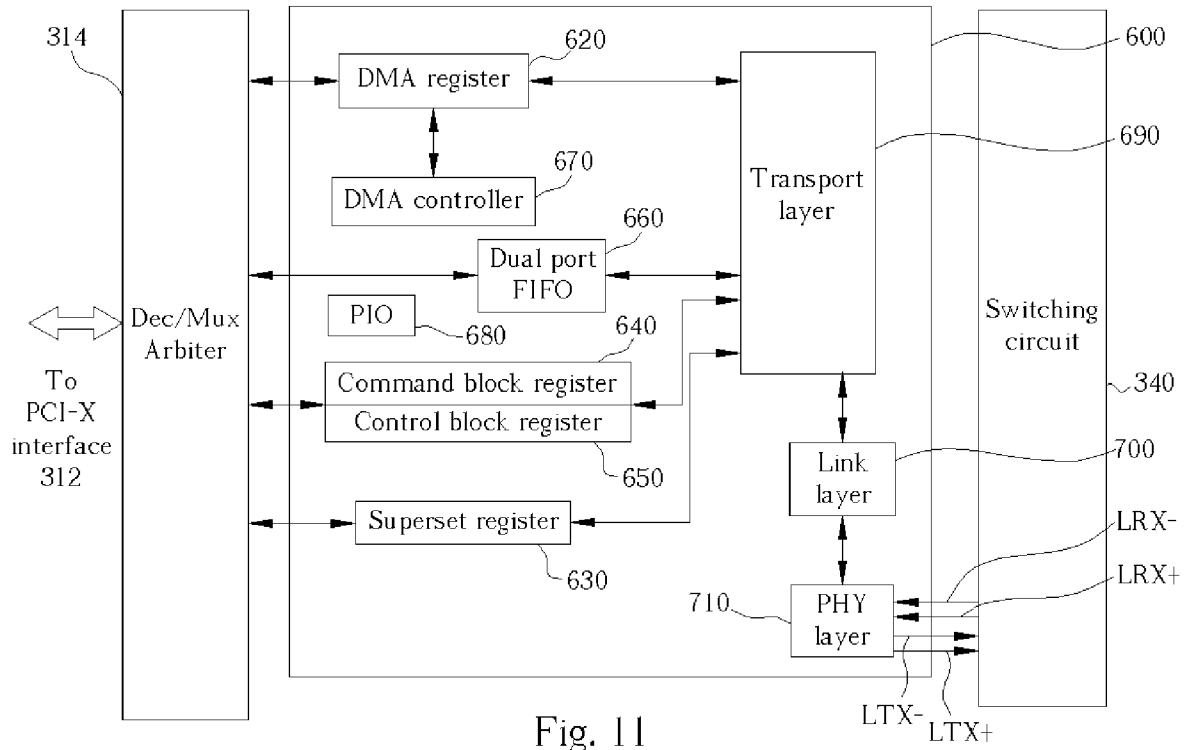 314
620
600
DMA register
690
670
DMA controller
Transport
layer
660
Dual port
FIFO
Dec/Mux
Arbiter
PIO
680
640
Switching
circuit
To
PCI-X
interface
312
Command block register
Control block register
340
650
Link
layer
700
Superset register
630
LRX-
LRX+
710
PHY
layer
LTX-
LTX+
Fig. 11